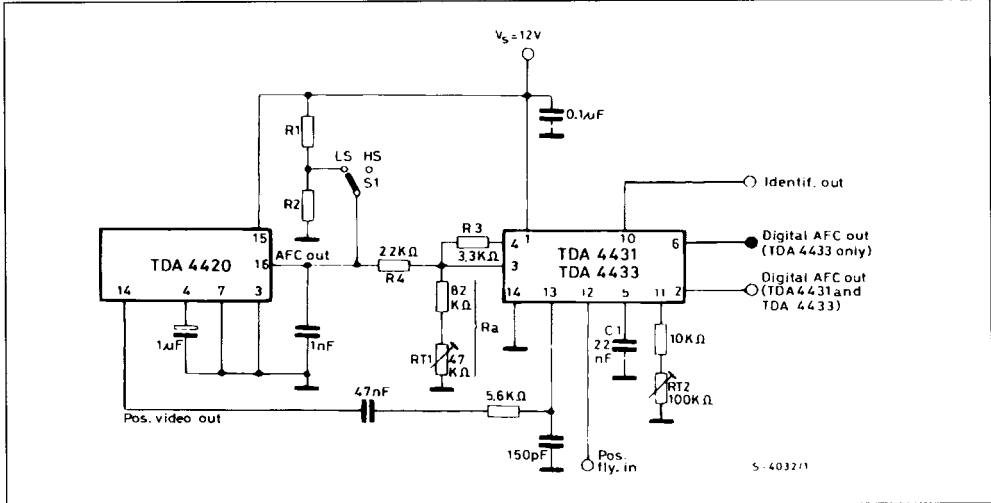 Vs=12V
0.1µF
R1
LS HS
S1
R2
Identif. out
15
TDA 4420
16
AFC out
R3
3,3KΩ
4
1
10
TDA 4431
TDA 4433
6
Digital AFC out
(TDA 4433 only)
22KΩ
R4
3
2
Digital AFC out
(TDA4431 and
TDA 4433)
14
4
7
3
14
13
12
5
11
82
KΩ
Ra
1µF
1nF
RT1
47
KΩ
C1
22
nF
10KΩ
RT2
100KΩ
47nF
5,6KΩ
Pos. video out
150pF
Pos.
fly. in
S-4032/1